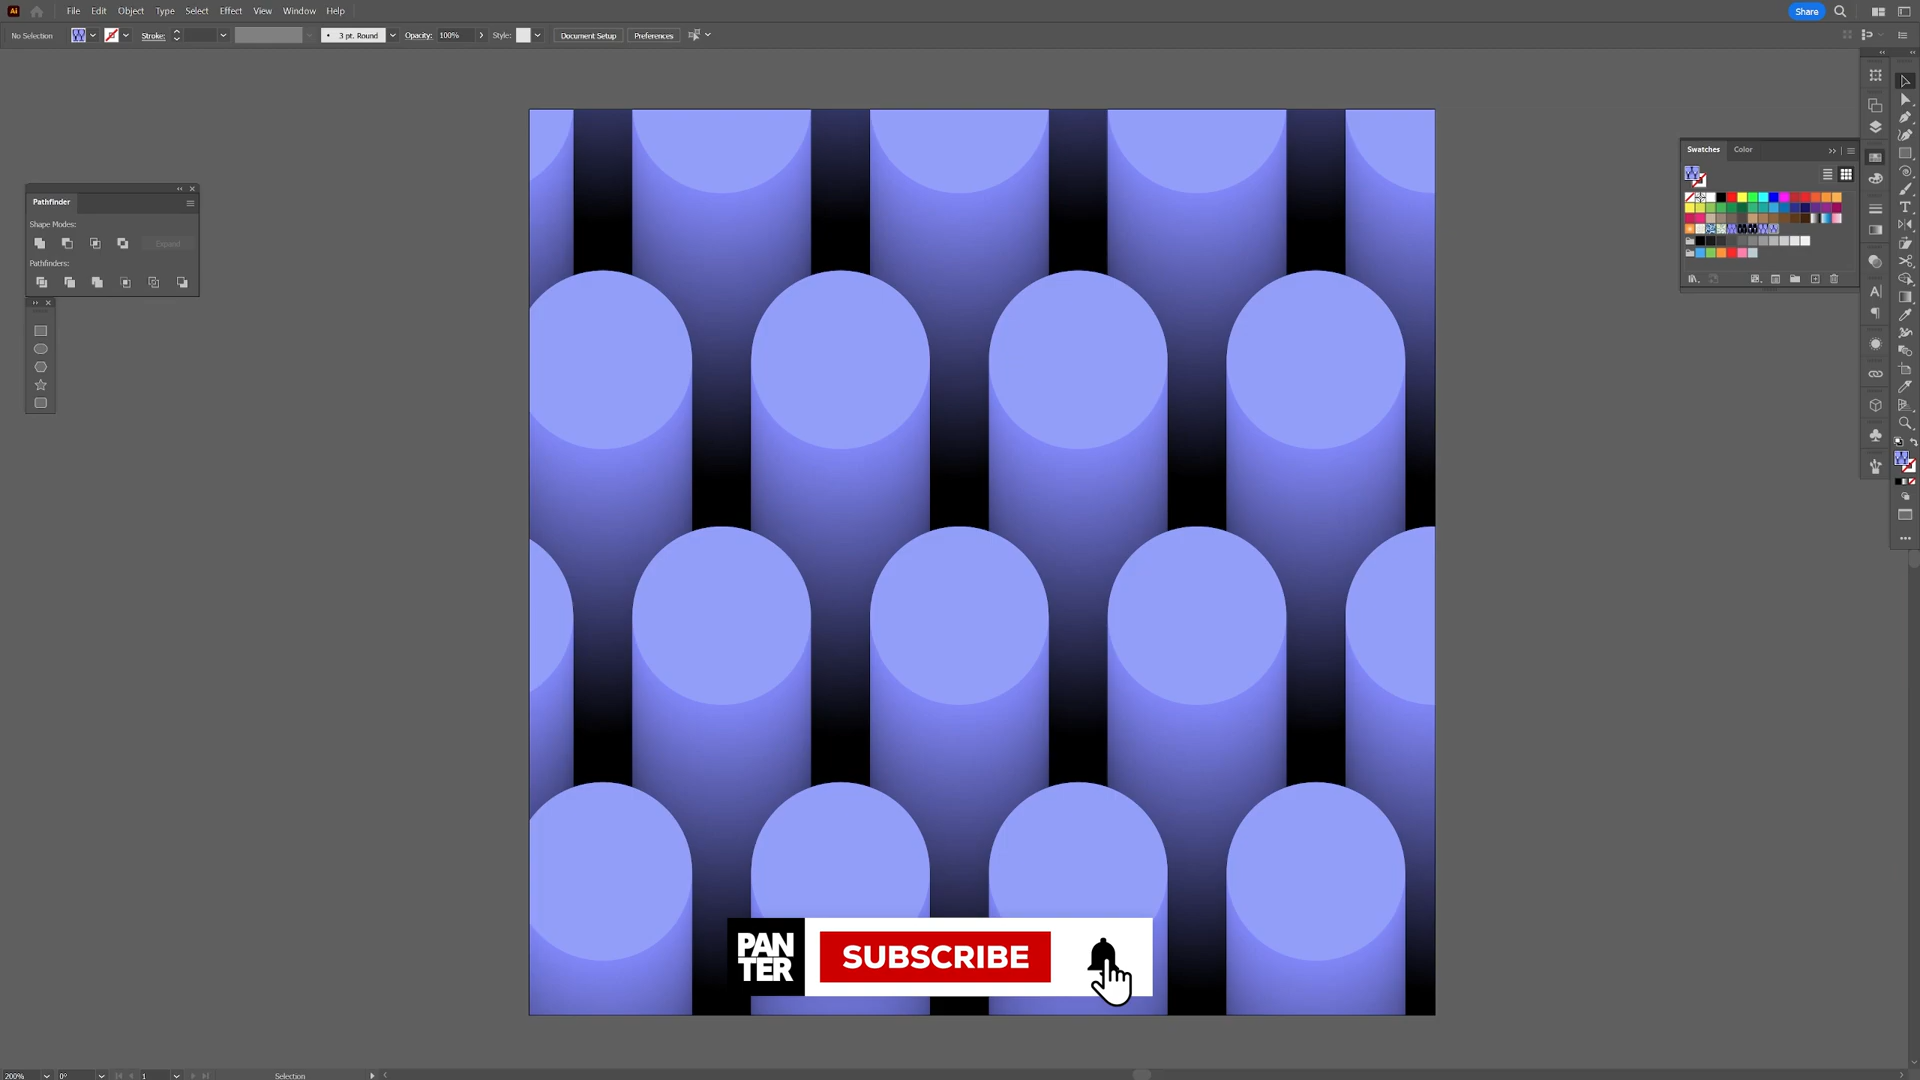 Ai File Edit Object Type Select Effect View Window Help Share
No Selection Stroke: 3 pt. Round Opacity: 100% Style: Document Setup Preferences
Swatches Color
Pathfinder
Shape Modes:
Expand
Pathfinders:
PAN
TER
SUBSCRIBE
200% 0° 1 Selection